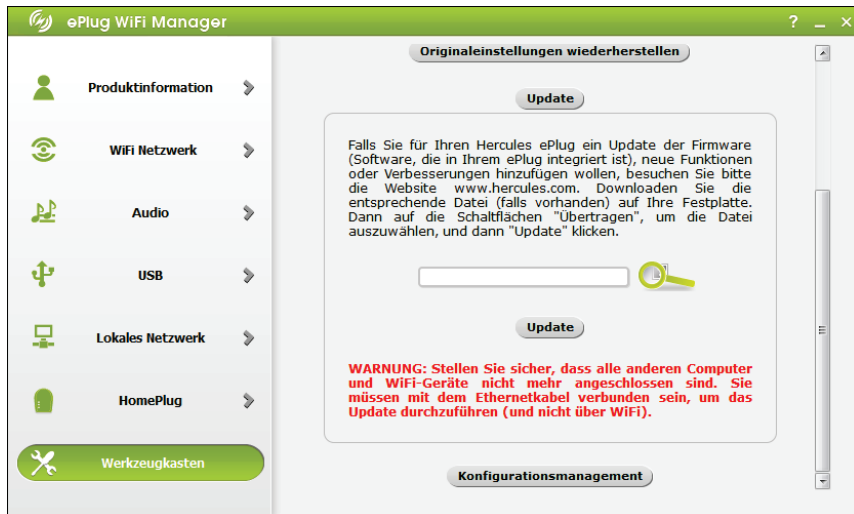 ePlug WiFi Manager
? _ ×
Produktinformation
WiFi Netzwerk
Audio
USB
Lokales Netzwerk
HomePlug
Werkzeugkasten
Originaleinstellungen wiederherstellen
Update
Falls Sie für Ihren Hercules ePlug ein Update der Firmware
(Software, die in Ihrem ePlug integriert ist), neue Funktionen
oder Verbesserungen hinzufügen wollen, besuchen Sie bitte
die Website www.hercules.com. Downloaden Sie die
entsprechende Datei (falls vorhanden) auf Ihre Festplatte.
Dann auf die Schaltflächen "Übertragen", um die Datei
auszuwählen, und dann "Update" klicken.
Update
WARNUNG: Stellen Sie sicher, dass alle anderen Computer
und WiFi-Geräte nicht mehr angeschlossen sind. Sie
müssen mit dem Ethernetkabel verbunden sein, um das
Update durchzuführen (und nicht über WiFi).
Konfigurationsmanagement